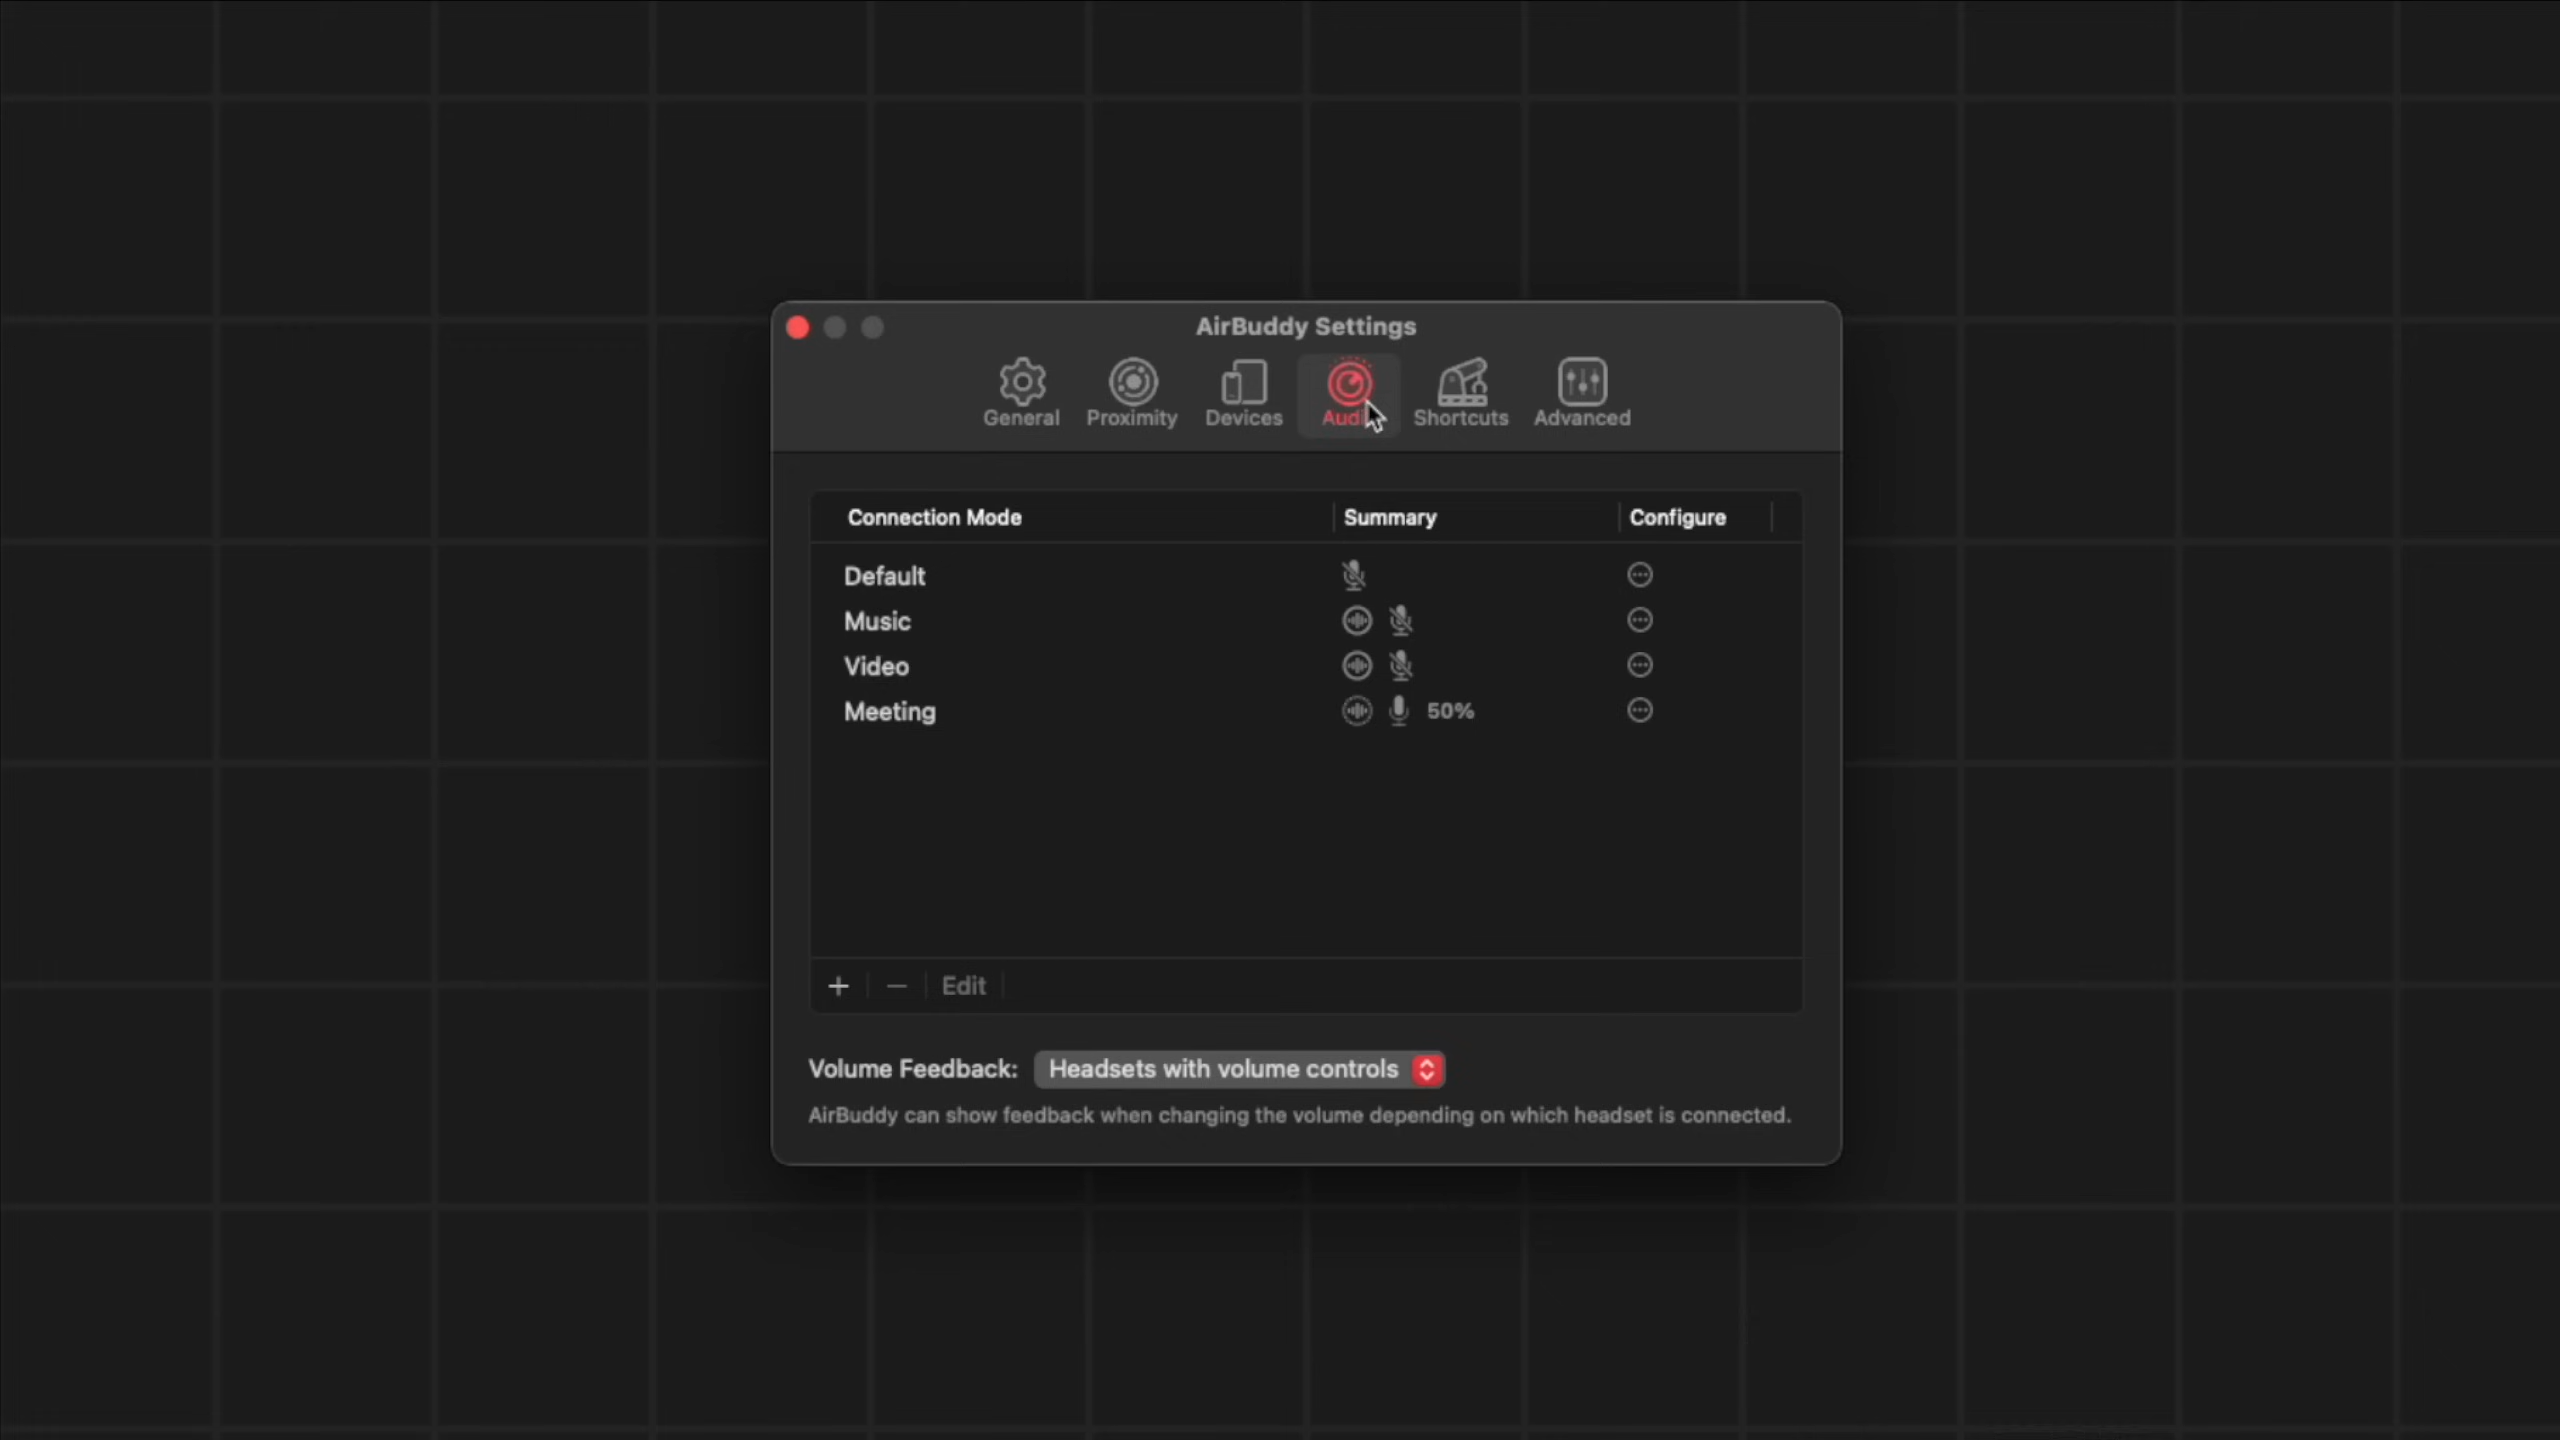 AirBuddy Settings
General Proximity Devices Audi Shortcuts Advanced
Connection Mode Summary Configure
Default
Music
Video
Meeting 50%
+ − Edit
Volume Feedback: Headsets with volume controls
AirBuddy can show feedback when changing the volume depending on which headset is connected.